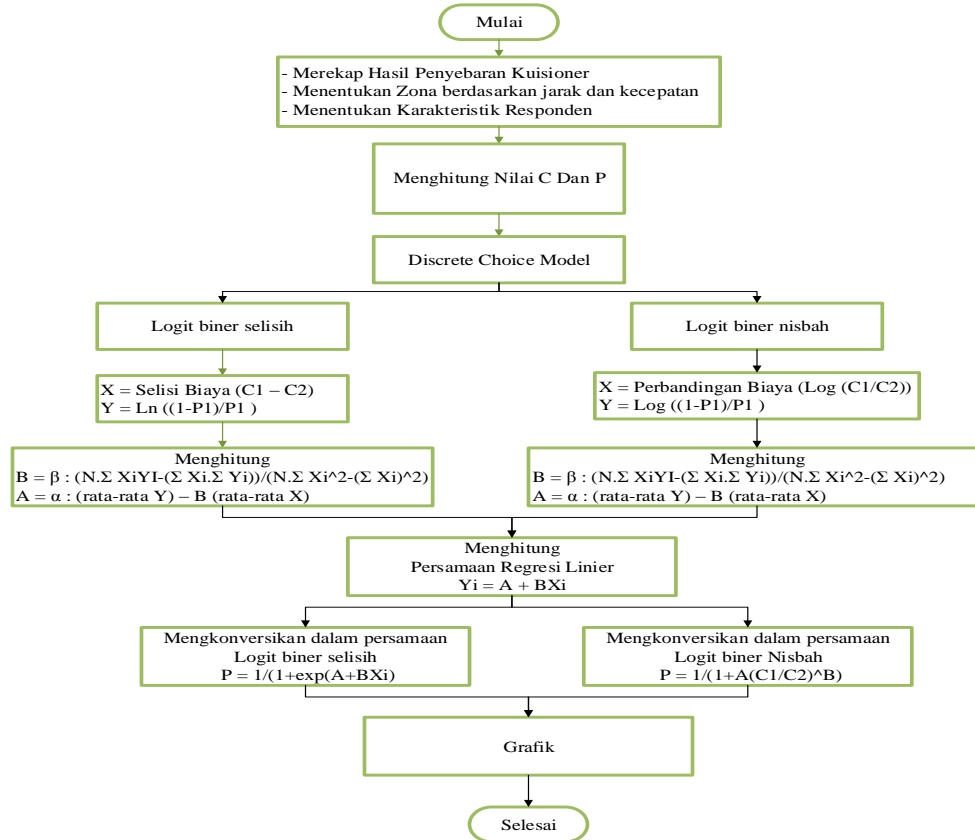 Mulai
- Merekap Hasil Penyebaran Kuisioner
- Menentukan Zona berdasarkan jarak dan kecepatan
- Menentukan Karakteristik Responden
Menghitung Nilai C Dan P
Discrete Choice Model
Logit biner selisih
Logit biner nisbah
X = Selisi Biaya (C1 – C2)
Y = Ln ((1-P1)/P1 )
X = Perbandingan Biaya (Log (C1/C2))
Y = Log ((1-P1)/P1 )
Menghitung
B = β : (N.Σ XiYI-(Σ Xi.Σ Yi))/(N.Σ Xi^2-(Σ Xi)^2)
A = α : (rata-rata Y) – B (rata-rata X)
Menghitung
B = β : (N.Σ XiYI-(Σ Xi.Σ Yi))/(N.Σ Xi^2-(Σ Xi)^2)
A = α : (rata-rata Y) – B (rata-rata X)
Menghitung
Persamaan Regresi Linier
Yi = A + BXi
Mengkonversikan dalam persamaan
Logit biner selisih
P = 1/(1+exp(A+BXi)
Mengkonversikan dalam persamaan
Logit biner Nisbah
P = 1/(1+A(C1/C2)^B)
Grafik
Selesai